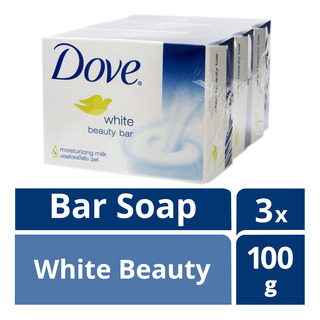 Dove®
white
beauty bar
moisturizing milk
Bar Soap
3x
White Beauty
100
g